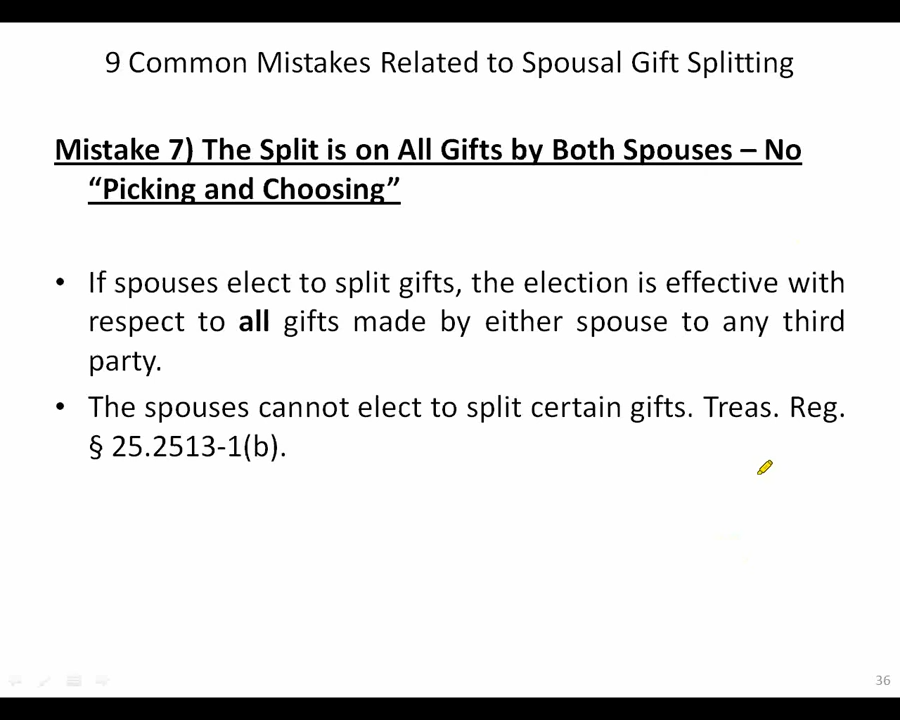 9 Common Mistakes Related to Spousal Gift Splitting
Mistake 7) The Split is on All Gifts by Both Spouses – No
“Picking and Choosing”
• If spouses elect to split gifts, the election is effective with
respect to all gifts made by either spouse to any third
party.
• The spouses cannot elect to split certain gifts. Treas. Reg.
§ 25.2513-1(b).
36